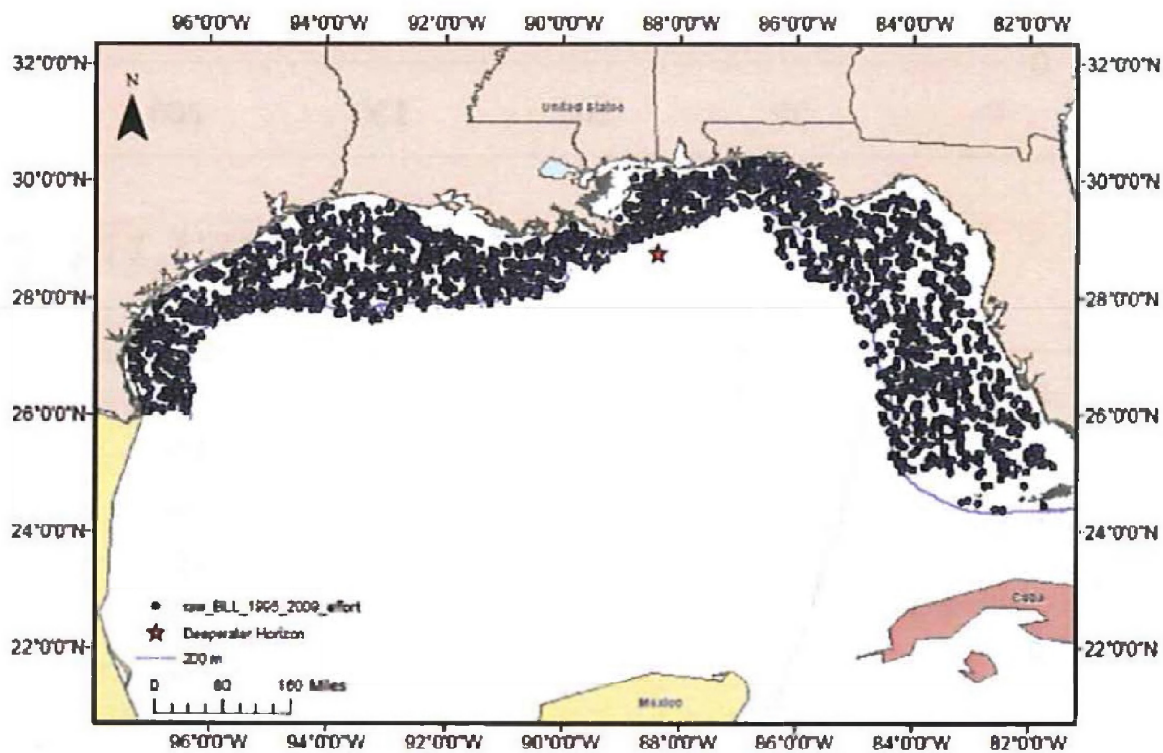 96°0'0"W 94°0'0"W 92°0'0"W 90°0'0"W 88°0'0"W 86°0'0"W 84°0'0"W 82°0'0"W
32°0'0"N 32°0'0"N
N
United States
30°0'0"N 30°0'0"N
28°0'0"N 28°0'0"N
26°0'0"N 26°0'0"N
24°0'0"N 24°0'0"N
raw_BLL_1995_2009_effort
Cuba
Deepwater Horizon
22°0'0"N 22°0'0"N
200 m
0 80 160 Miles
Mexico
96°0'0"W 94°0'0"W 92°0'0"W 90°0'0"W 88°0'0"W 86°0'0"W 84°0'0"W 82°0'0"W